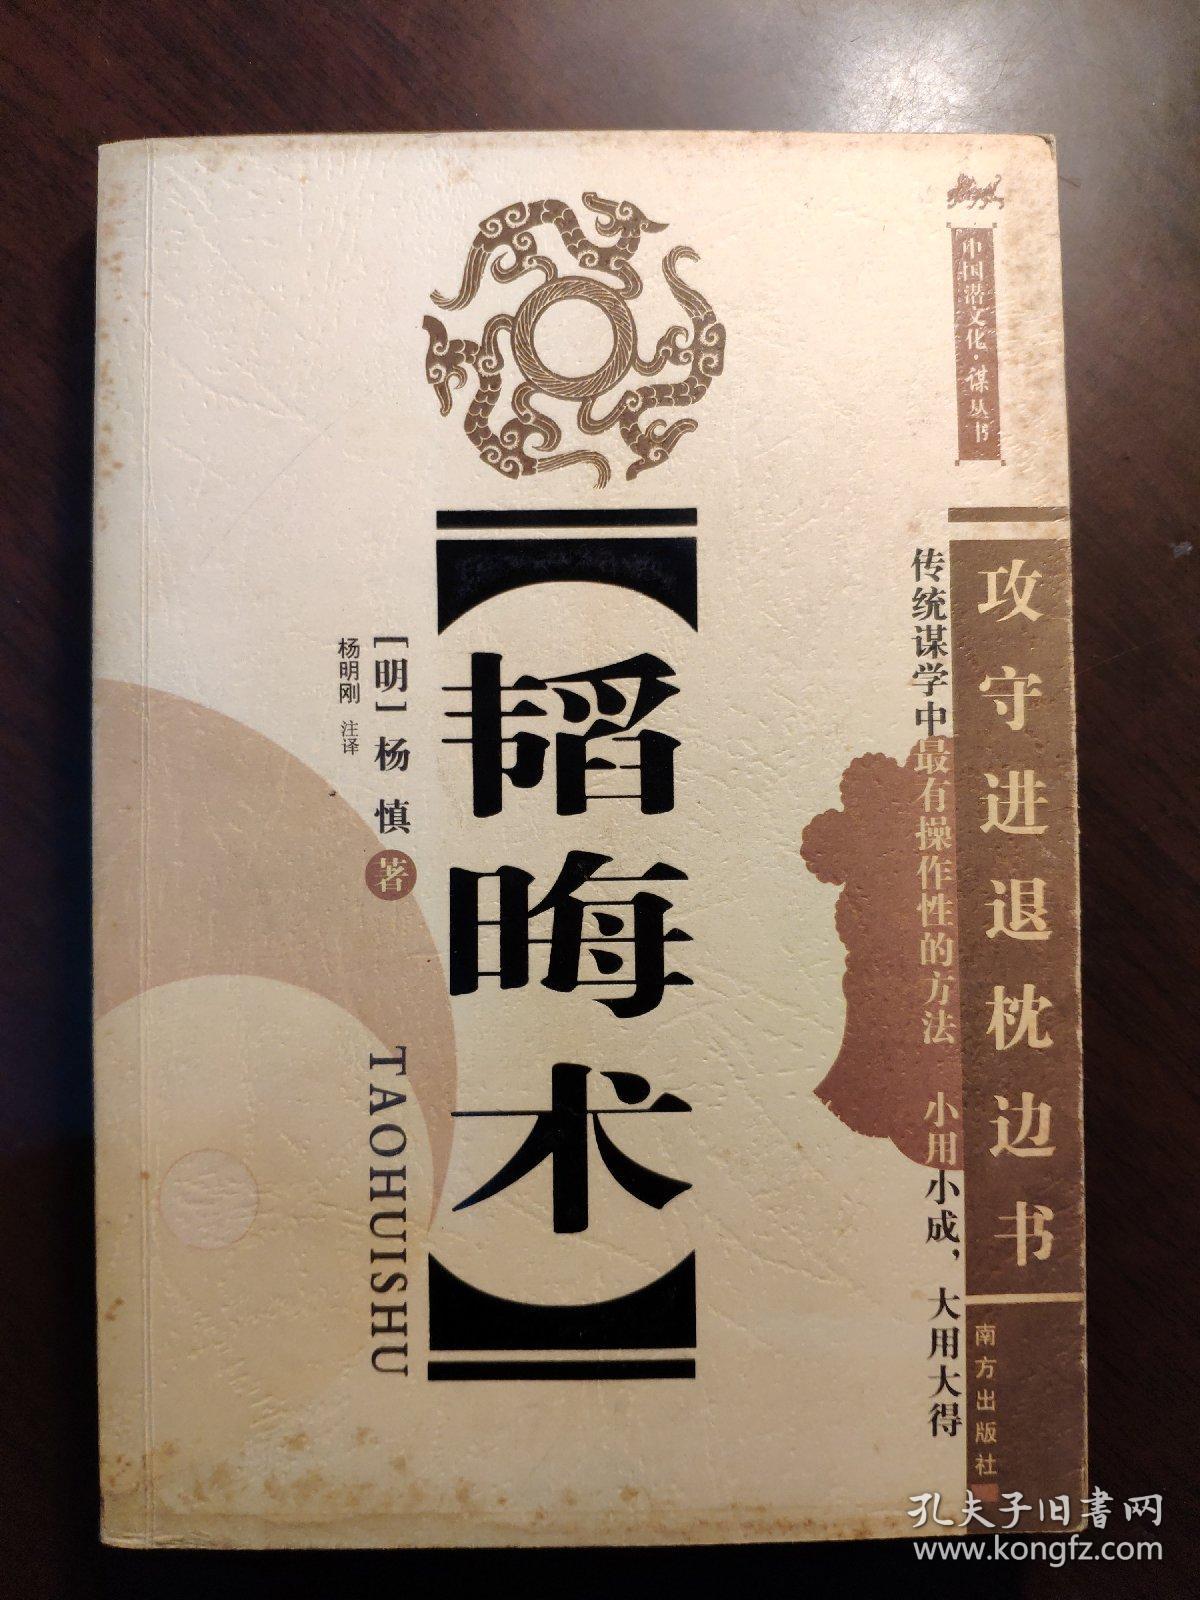 中国潜文化·谋丛书
攻守进退枕边书
南方出版社
传统谋学中最有操作性的方法 小用小成，大用大得
【韬晦术】
[明] 杨 慎 著
杨明刚 注译
TAOHUISHU
孔夫子旧书网
www.kongfz.com